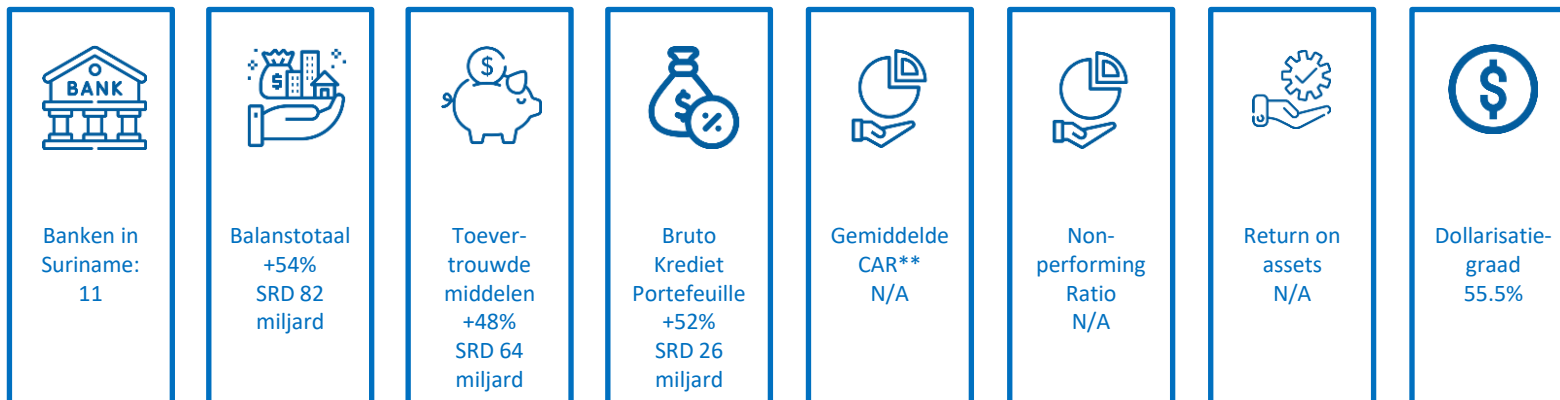 BANK
Banken in
Suriname:
11
$
Balanstotaal
+54%
SRD 82
miljard
$
Toever-
trouwde
middelen
+48%
SRD 64
miljard
$
%
Bruto
Krediet
Portefeuille
+52%
SRD 26
miljard
Gemiddelde
CAR**
N/A
Non-
performing
Ratio
N/A
Return on
assets
N/A
$
Dollarisatie-
graad
55.5%